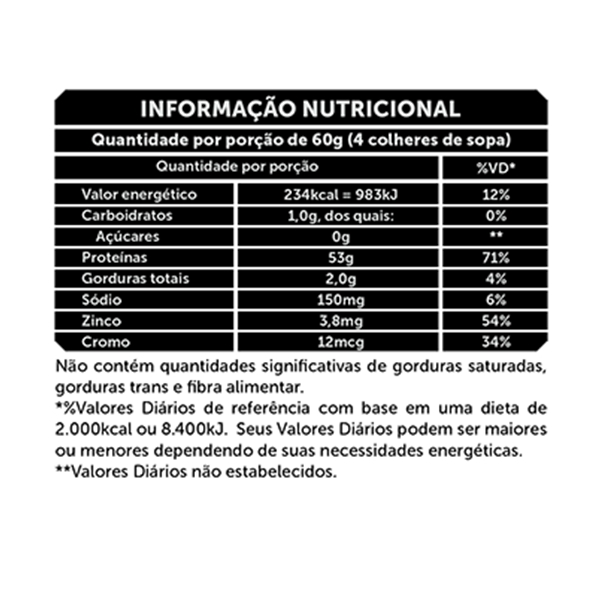 INFORMAÇÃO NUTRICIONAL
Quantidade por porção de 60g (4 colheres de sopa)
Quantidade por porção %VD*
Valor energético 234kcal = 983kJ 12%
Carboidratos 1,0g, dos quais: 0%
Açúcares 0g **
Proteínas 53g 71%
Gorduras totais 2,0g 4%
Sódio 150mg 6%
Zinco 3,8mg 54%
Cromo 12mcg 34%
Não contém quantidades significativas de gorduras saturadas,
gorduras trans e fibra alimentar.
*%Valores Diários de referência com base em uma dieta de
2.000kcal ou 8.400kJ. Seus Valores Diários podem ser maiores
ou menores dependendo de suas necessidades energéticas.
**Valores Diários não estabelecidos.